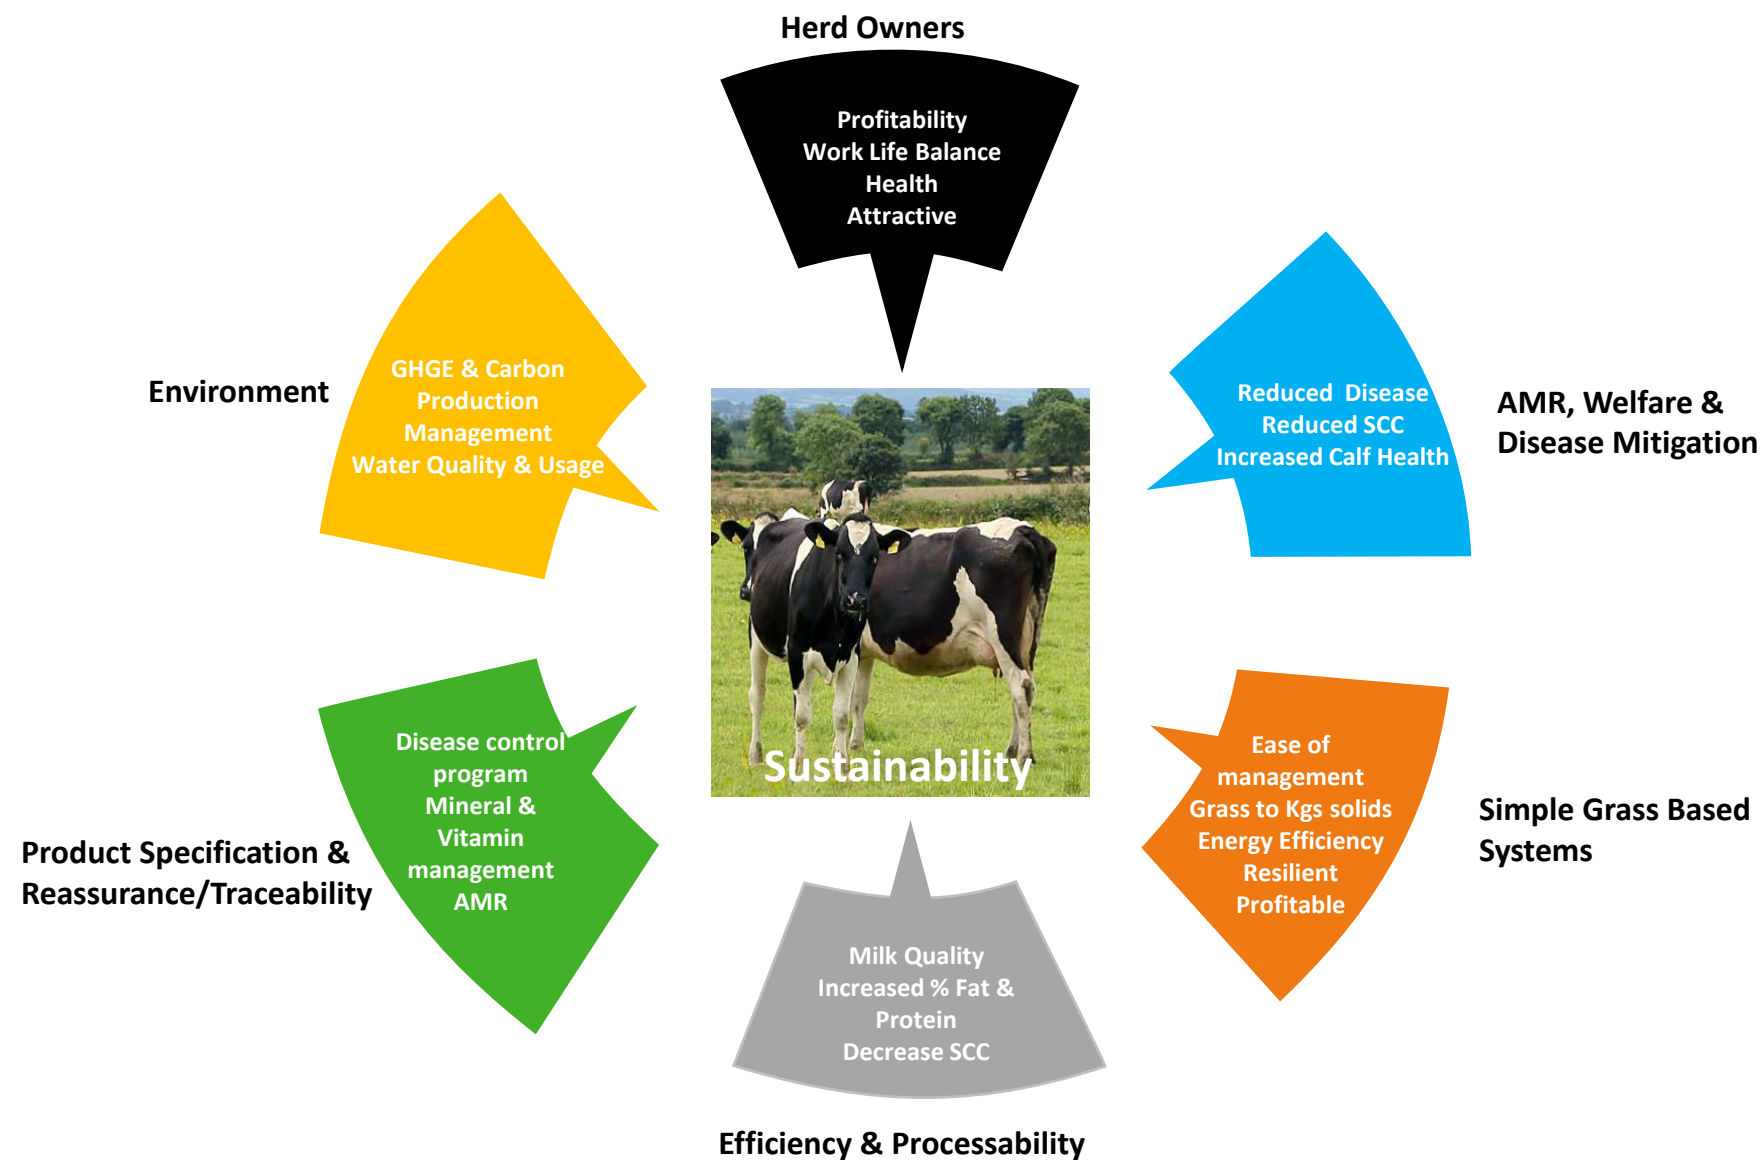 Herd Owners
Profitability
Work Life Balance
Health
Attractive
AMR, Welfare &
Disease Mitigation
Reduced Disease
Reduced SCC
Increased Calf Health
Simple Grass Based
Systems
Ease of
management
Grass to Kgs solids
Energy Efficiency
Resilient
Profitable
Efficiency & Processability
Milk Quality
Increased % Fat &
Protein
Decrease SCC
Product Specification &
Reassurance/Traceability
Disease control
program
Mineral &
Vitamin
management
AMR
Environment
GHGE & Carbon
Production
Management
Water Quality & Usage
Sustainability